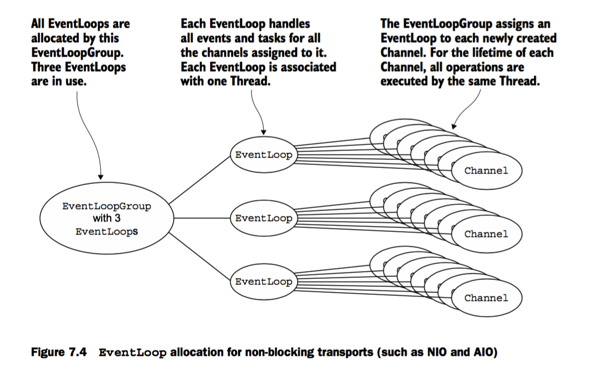 All EventLoops are
allocated by this
EventLoopGroup.
Three EventLoops
are in use.
Each EventLoop handles
all events and tasks for all
the channels assigned to it.
Each EventLoop is associated
with one Thread.
The EventLoopGroup assigns an
EventLoop to each newly created
Channel. For the lifetime of each
Channel, all operations are
executed by the same Thread.
EventLoop
Channel
EventLoopGroup
with 3
EventLoops
EventLoop
Channel
EventLoop
Channel
Figure 7.4 EventLoop allocation for non-blocking transports (such as NIO and AIO)